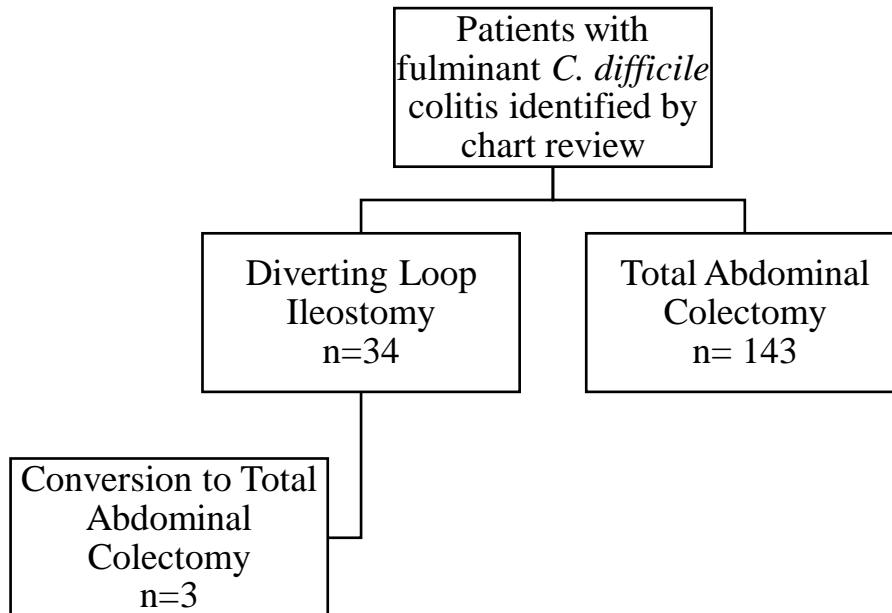 Patients with
fulminant C. difficile
colitis identified by
chart review
Diverting Loop
Ileostomy
n=34
Total Abdominal
Colectomy
n= 143
Conversion to Total
Abdominal
Colectomy
n=3